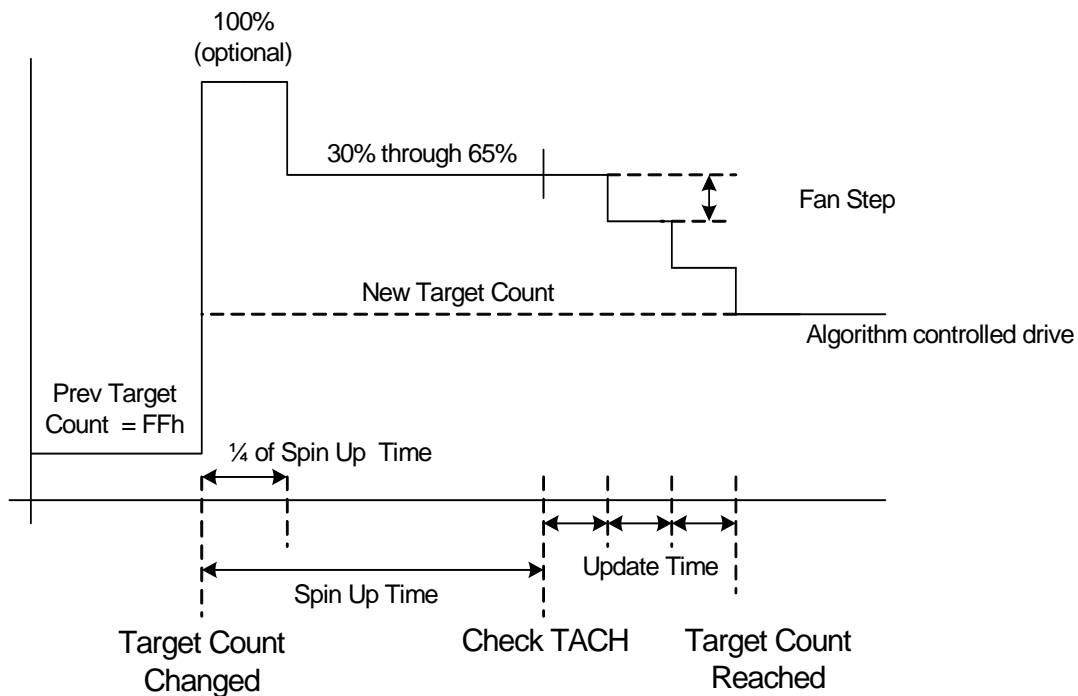 100%
(optional)
30% through 65%
Fan Step
New Target Count
Algorithm controlled drive
Prev Target
Count = FFh
¼ of Spin Up Time
Update Time
Spin Up Time
Target Count
Changed
Check TACH
Target Count
Reached